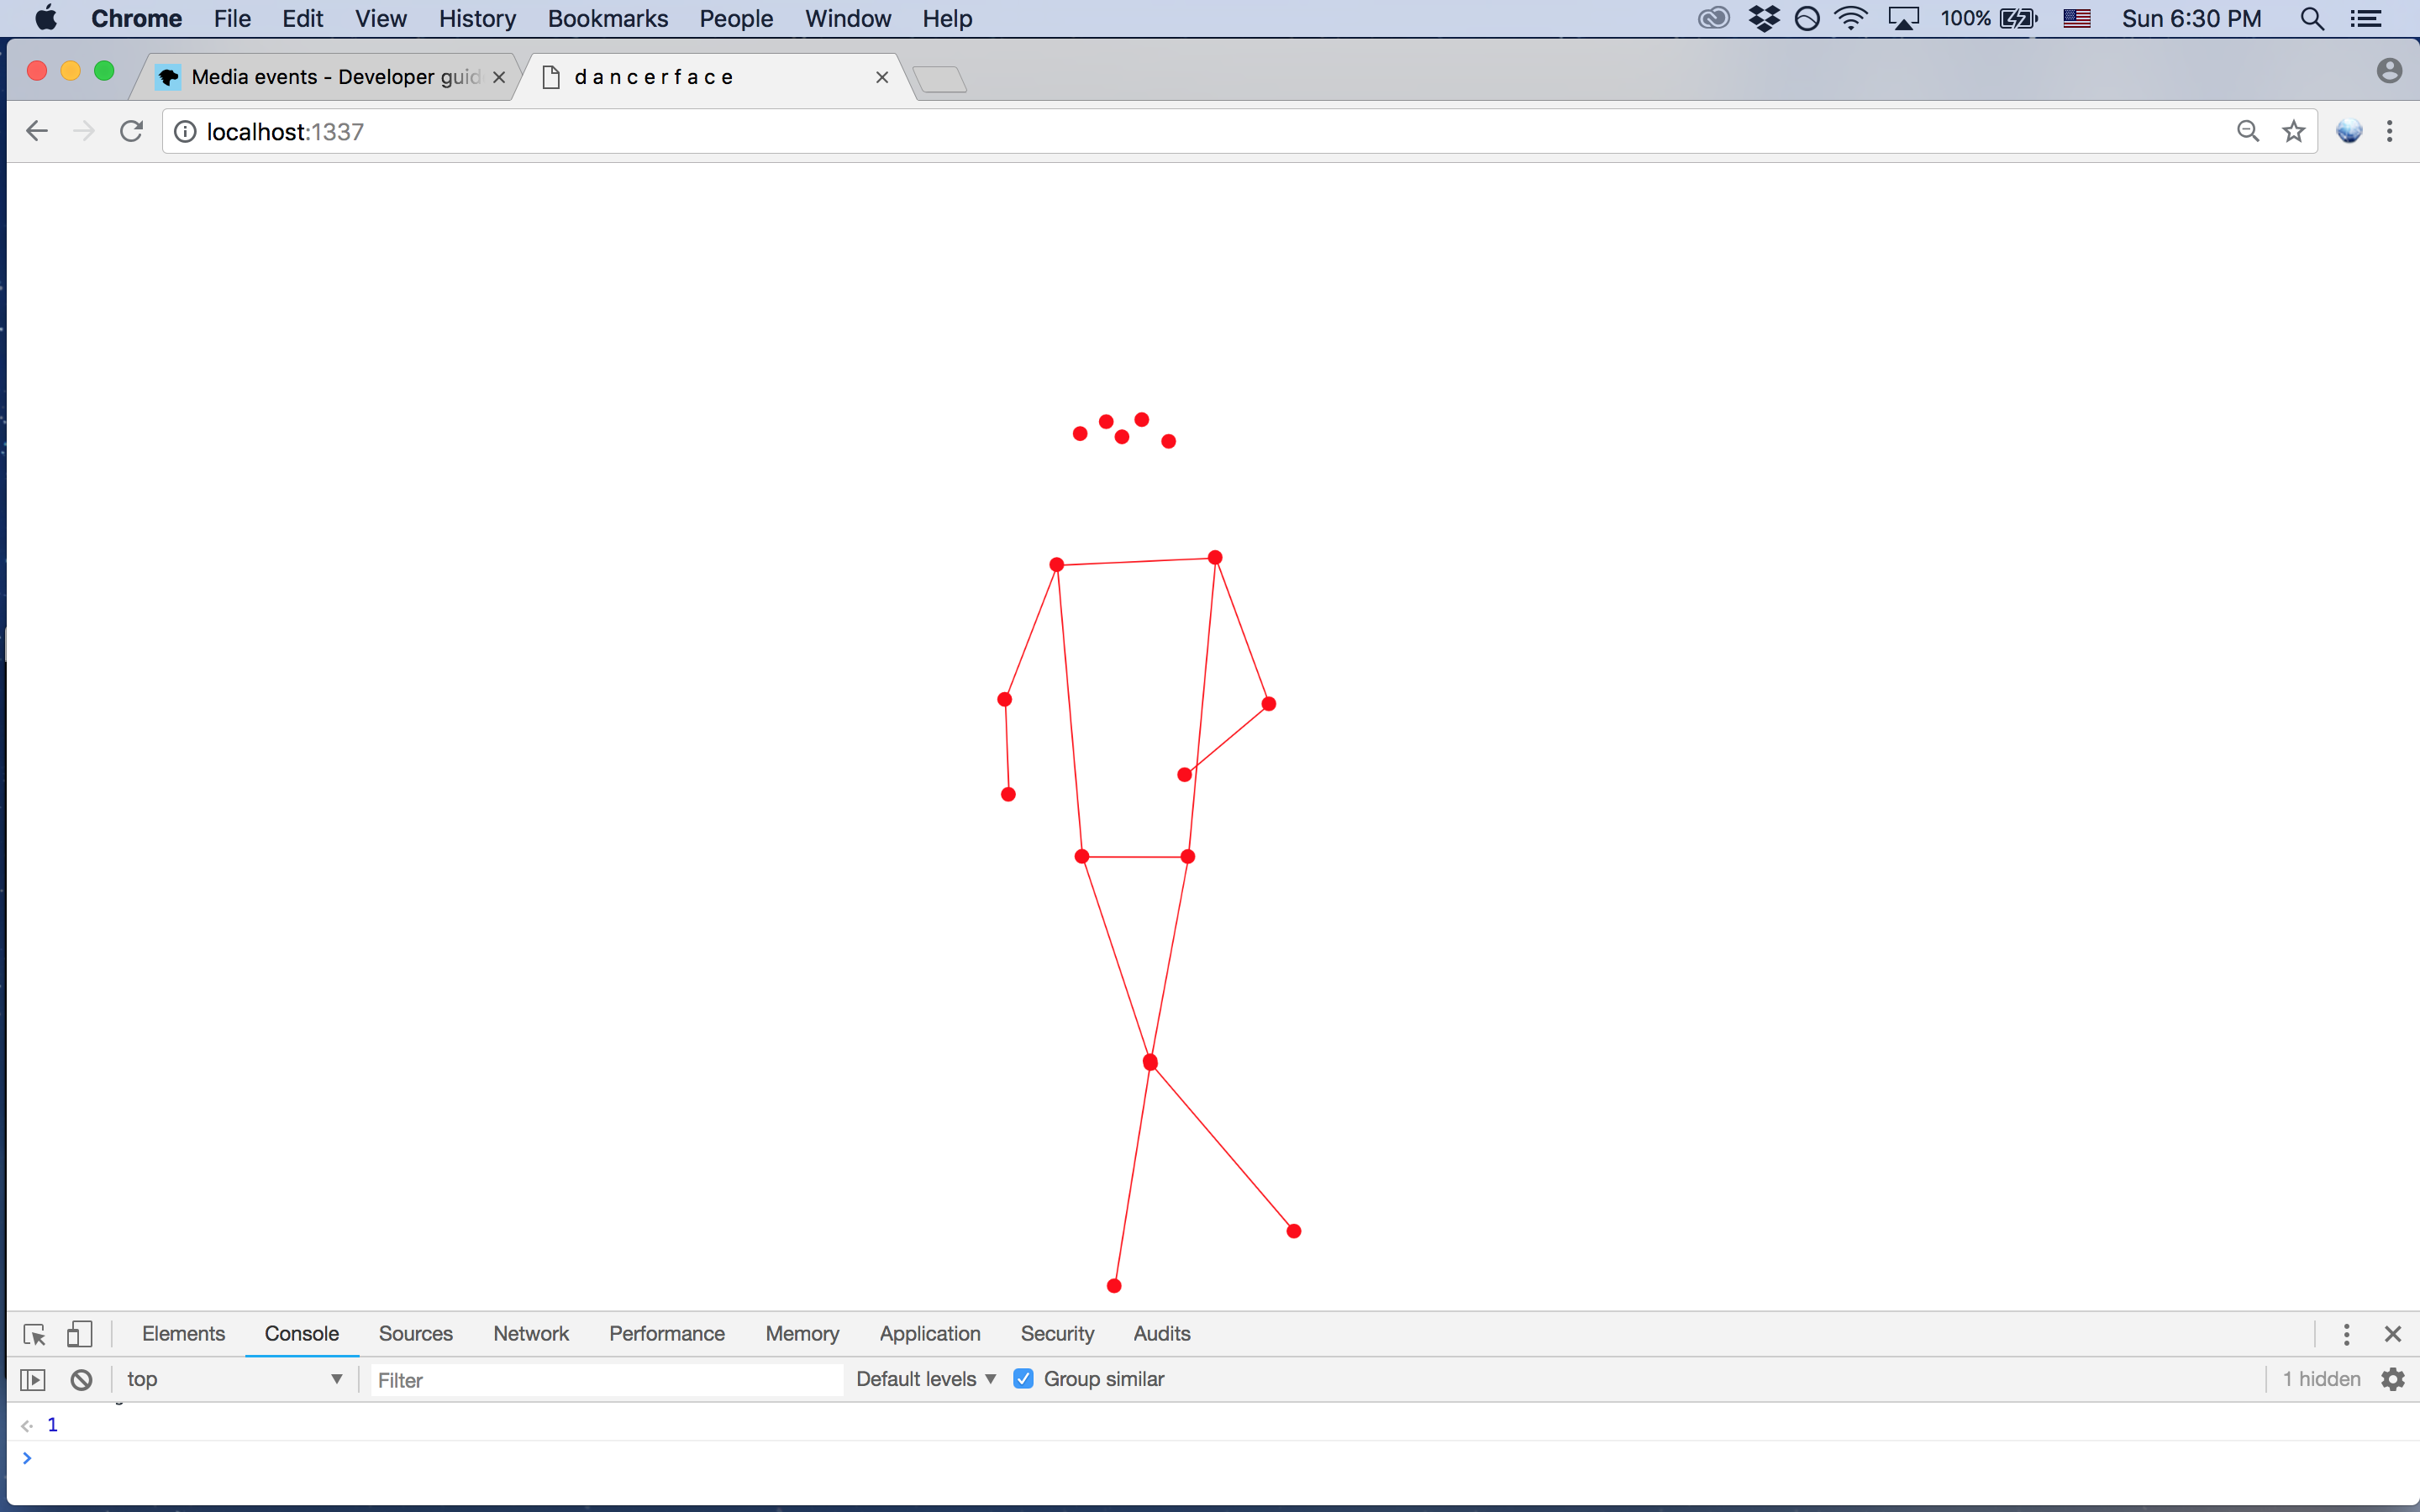 Chrome File Edit View History Bookmarks People Window Help 100% Sun 6:30 PM
Media events - Developer guid
d a n c e r f a c e
localhost:1337
Elements Console Sources Network Performance Memory Application Security Audits
top Filter Default levels Group similar 1 hidden
1